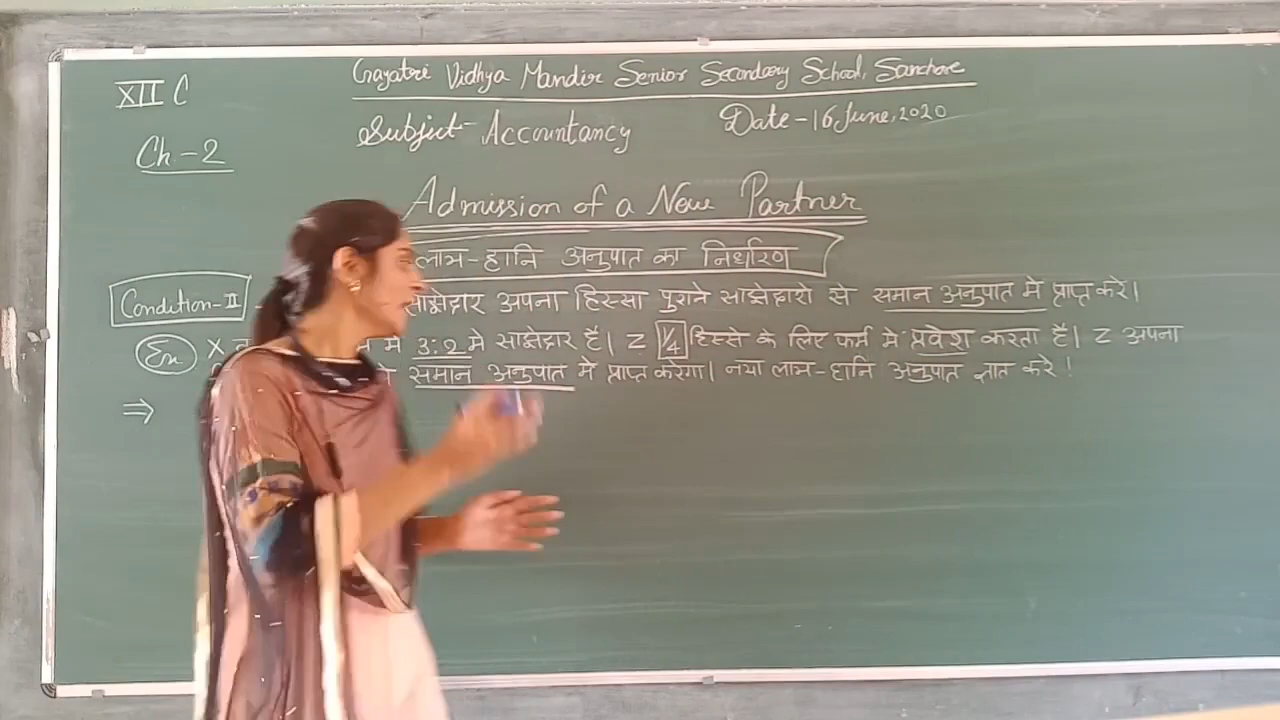 XII C
Gayatri Vidhya Mandir Senior Secondary School, Sanchore
Subject- Accountancy
Date - 16 June, 2020
Ch.-2
Admission of a New Partner
लाभ-हानि अनुपात का निर्धारण
Condition-II
साझेदार अपना हिस्सा पुराने साझेदारो से समान अनुपात मे प्राप्त करे।
Ex X मे 3:2 मे साझेदार हैं। Z 1/4 हिस्से के लिए फर्म मे प्रवेश करता है। Z अपना
समान अनुपात मे प्राप्त करेगा। नया लाभ-हानि अनुपात ज्ञात करे!
⇒